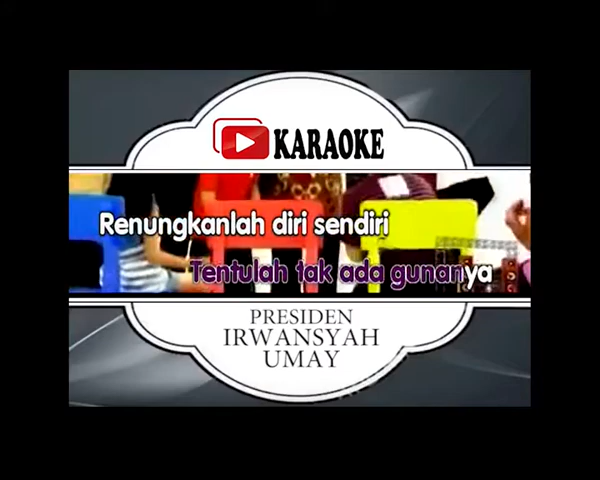 KARAOKE
Renungkanlah diri sendiri
Tentulah tak ada gunanya
PRESIDEN
IRWANSYAH
UMAY